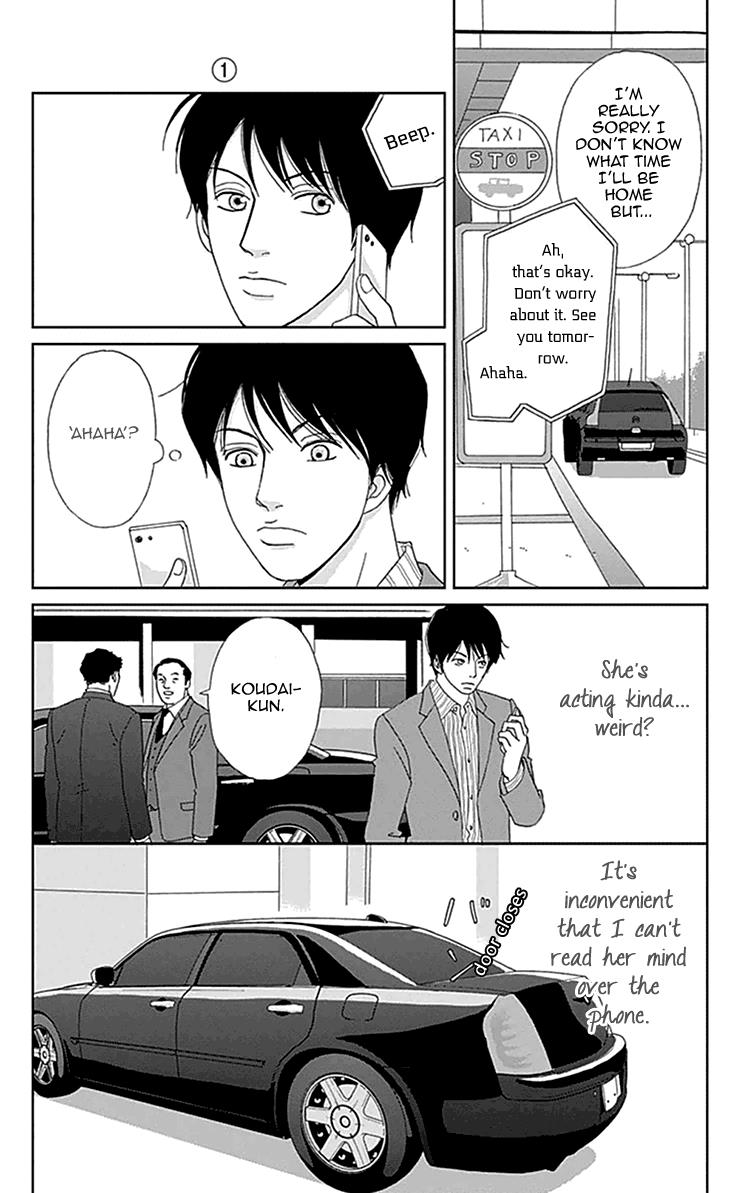 I'M
REALLY
SORRY. I
DON'T KNOW
WHAT TIME
I'LL BE
HOME
BUT...
TAXI
STOP
Ah,
that's okay.
Don't worry
about it. See
you tomor-
row.
Ahaha.
①
Beep.
'AHAHA'?
KOUDAI-
KUN.
She's
acting kinda...
weird?
door closes
It's
inconvenient
that I can't
read her mind
over the
phone.